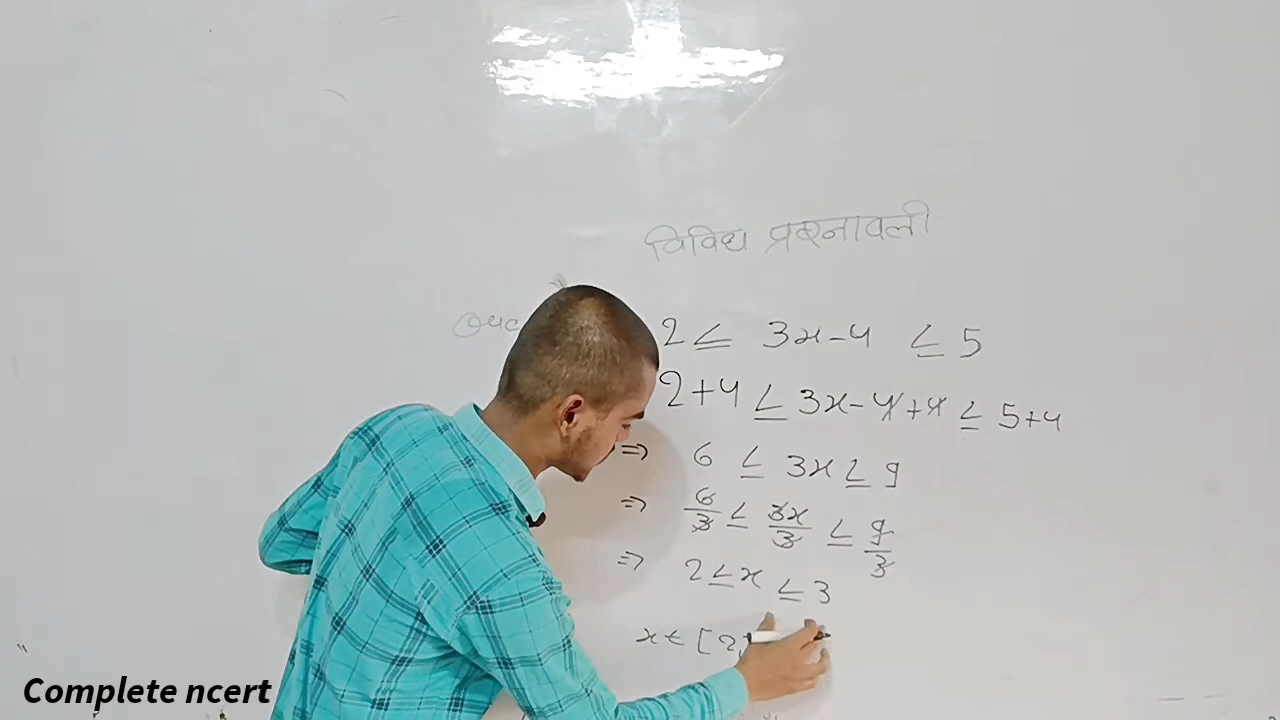 विविध प्रश्नावली
2 ≤ 3x-4 ≤ 5
2+4 ≤ 3x-4+4 ≤ 5+4
⇒ 6 ≤ 3x ≤ 9
⇒ 6/3 ≤ 3x/3 ≤ 9/3
⇒ 2 ≤ x ≤ 3
x ∈ [2,
Complete ncert